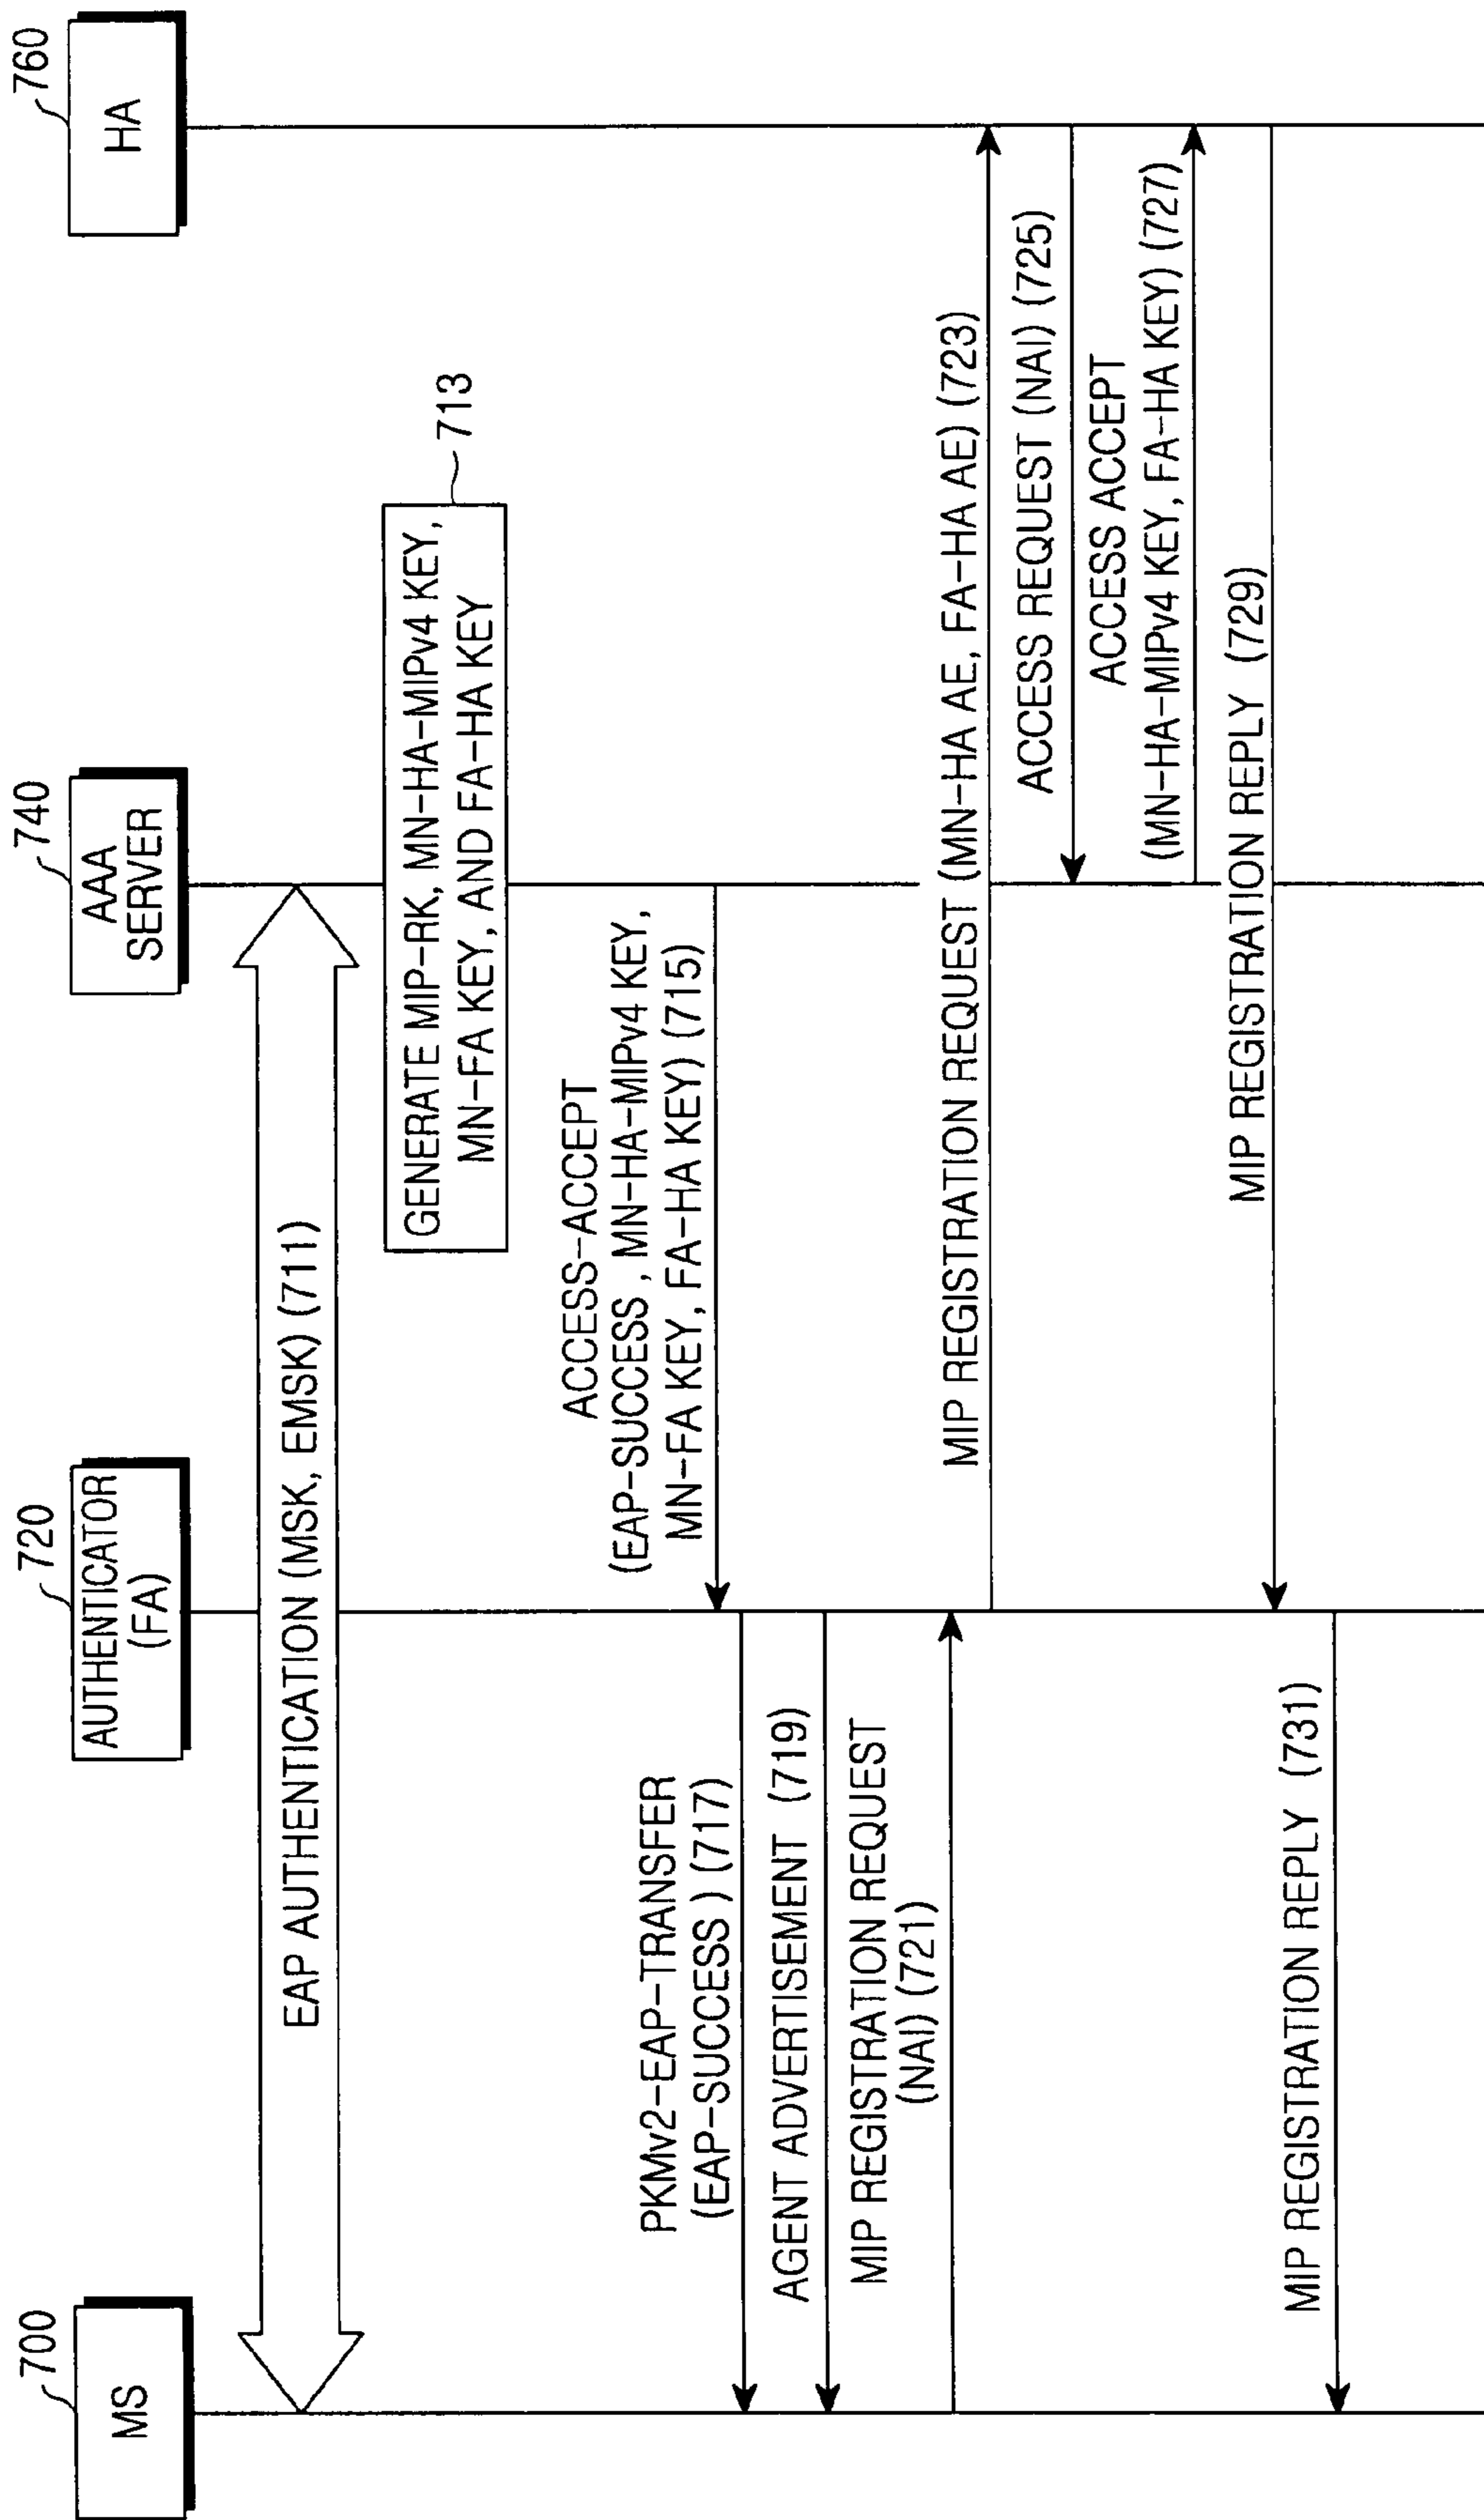 700
MS
720
AUTHENTICATOR
(FA)
740
AAA
SERVER
760
HA
EAP AUTHENTICATION (MSK, EMSK) (711)
GENERATE MIP-RK, MN-HA-MIPv4 KEY,
MN-FA KEY, AND FA-HA KEY
713
ACCESS-ACCEPT
(EAP-SUCCESS , MN-HA-MIPv4 KEY,
MN-FA KEY, FA-HA KEY) (715)
PKMv2-EAP-TRANSFER
(EAP-SUCCESS ) (717)
AGENT ADVERTISEMENT (719)
MIP REGISTRATION REQUEST
(NAI) (721)
MIP REGISTRATION REQUEST (MN-HA AE, FA-HA AE) (723)
ACCESS REQUEST (NAI) (725)
ACCESS ACCEPT
(MN-HA-MIPv4 KEY, FA-HA KEY) (727)
MIP REGISTRATION REPLY (729)
MIP REGISTRATION REPLY (731)